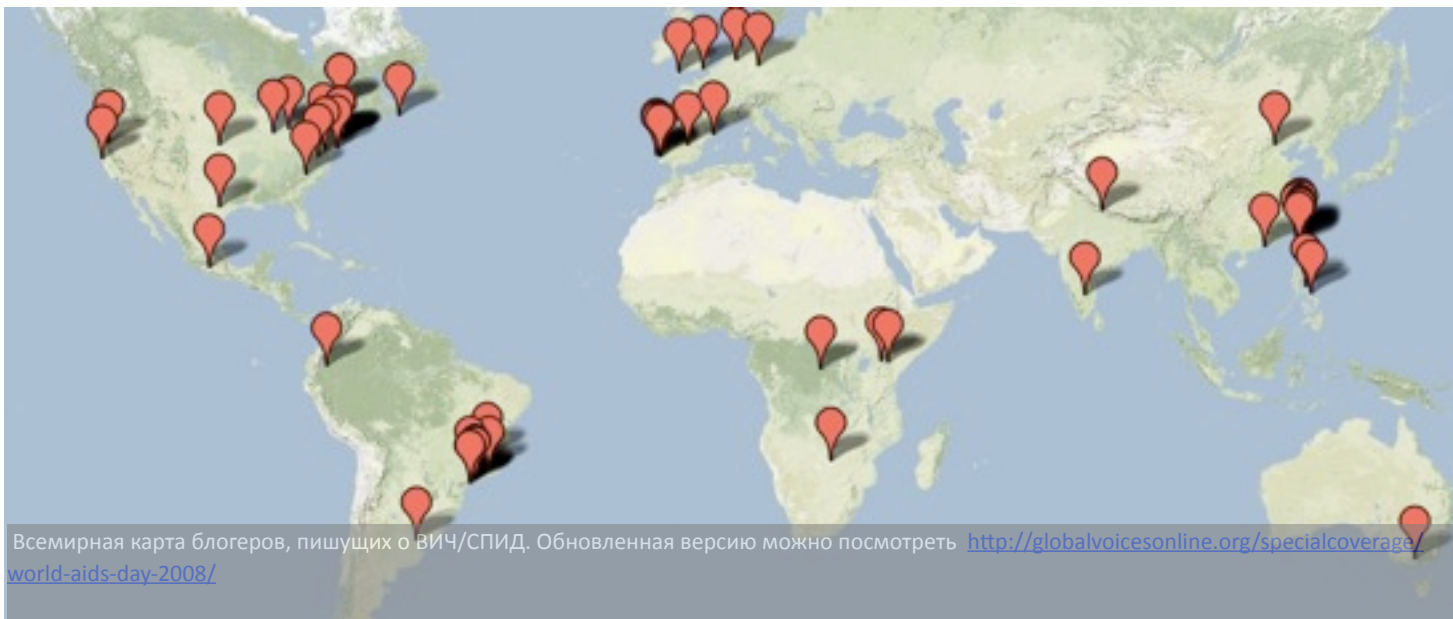 Всемирная карта блогеров, пишущих о ВИЧ/СПИД. Обновленная версию можно посмотреть http://globalvoicesonline.org/specialcoverage/
world-aids-day-2008/